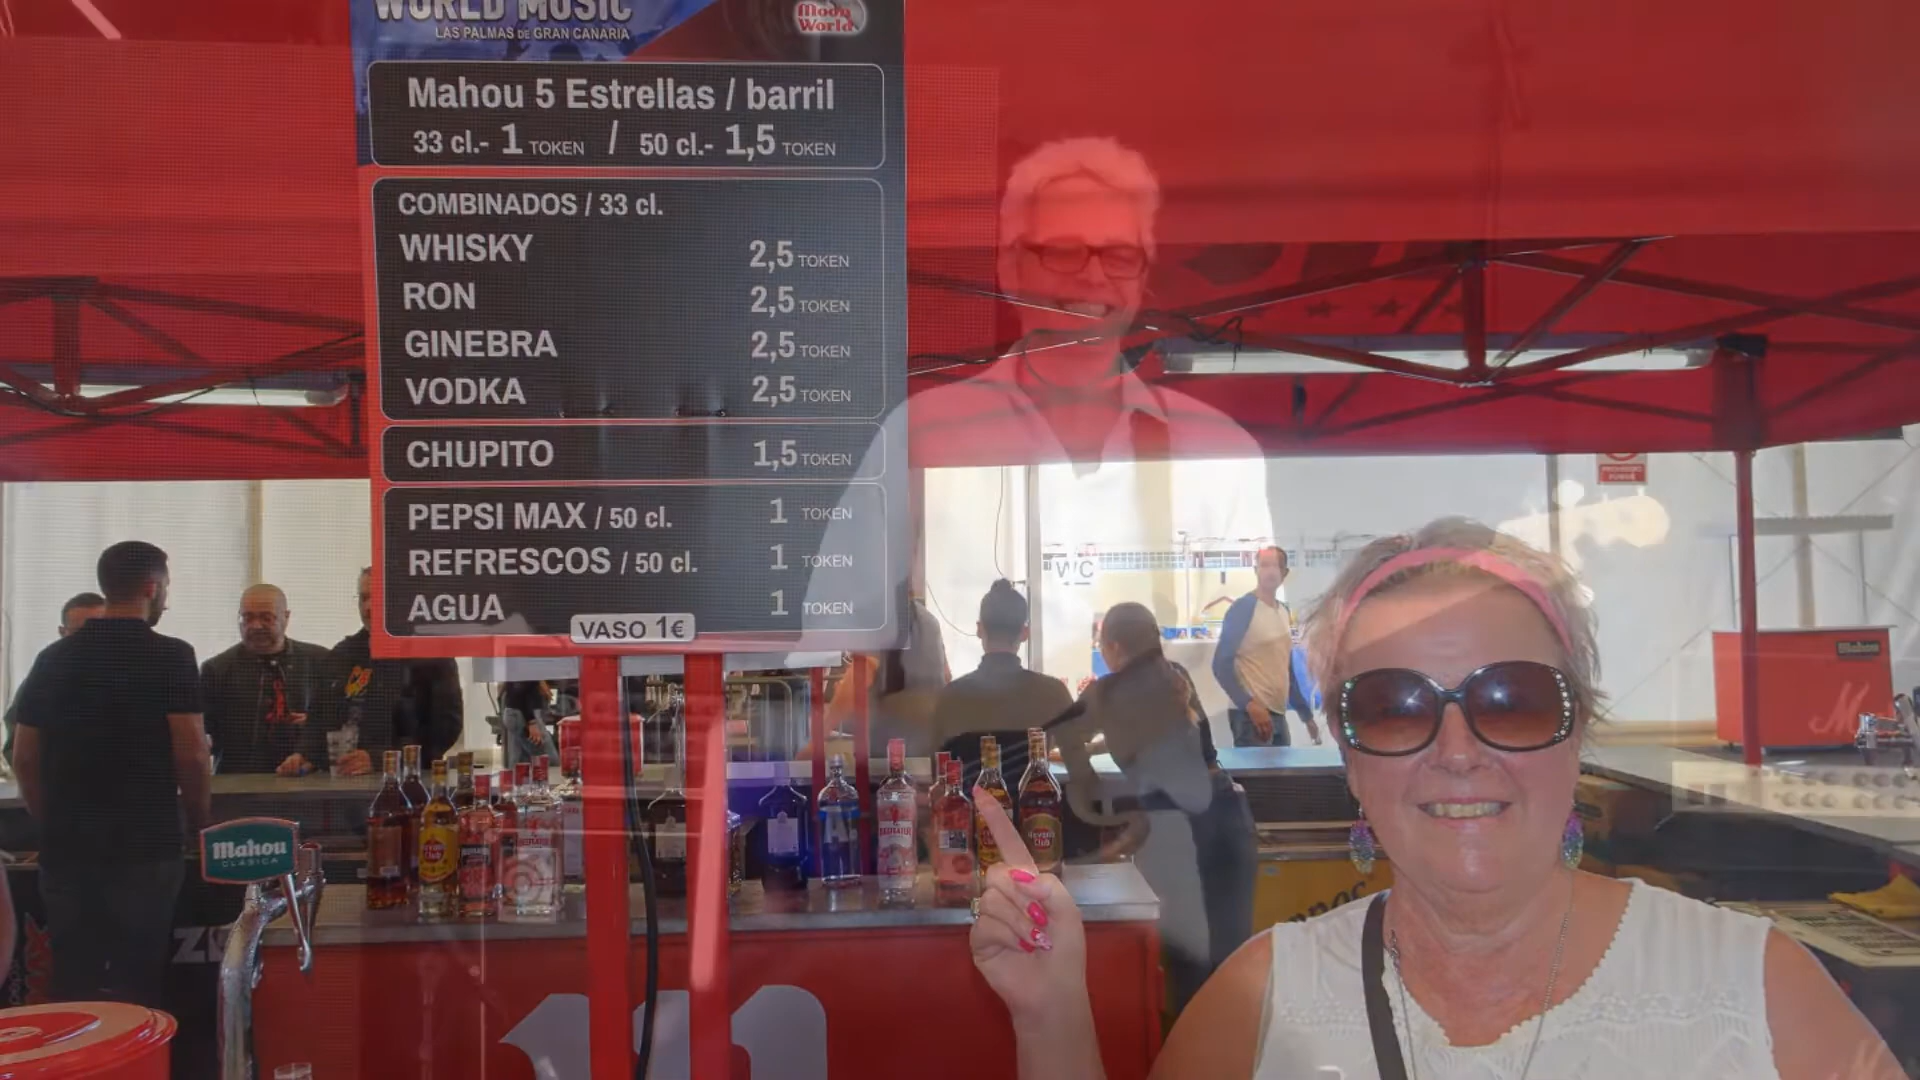 WORLD MUSIC
LAS PALMAS DE GRAN CANARIA
Moon
World
Mahou 5 Estrellas / barril
33 cl.- 1 TOKEN / 50 cl.- 1,5 TOKEN
COMBINADOS / 33 cl.
WHISKY 2,5 TOKEN
RON 2,5 TOKEN
GINEBRA 2,5 TOKEN
VODKA 2,5 TOKEN
CHUPITO 1,5 TOKEN
PEPSI MAX / 50 cl. 1 TOKEN
REFRESCOS / 50 cl. 1 TOKEN
AGUA 1 TOKEN
VASO 1€
WC
Mahou
Mahou
CLASICA
Havana
Club